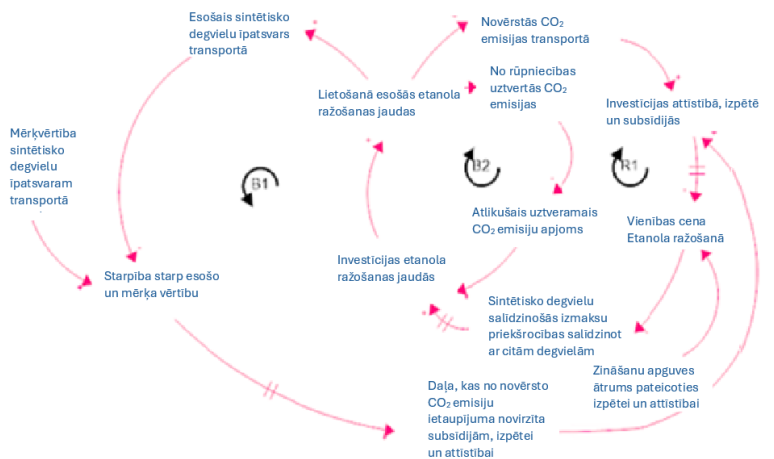 Esošais sintētisko
degvielu īpatsvars
transportā
Novērstās CO₂
emisijas transportā
No rūpniecības
uztvertās CO₂
emisijas
Lietošanā esošās etanola
ražošanas jaudas
Investīcijas attīstībā, izpētē
un subsidijās
Mērķvērtība
sintētisko
degvielu
īpatsvaram
transportā
B1
B2
R1
Atlikušais uztveramais
CO₂ emisiju apjoms
Vienības cena
Etanola ražošanā
Investīcijas etanola
ražošanas jaudās
Starpība starp esošo
un mērķa vērtību
Sintētisko degvielu
salīdzinošās izmaksu
priekšrocības salīdzinot
ar citām degvielām
Zināšanu apguves
ātrums pateicoties
izpētei un attīstībai
Daļa, kas no novērsto
CO₂ emisiju
ietaupījuma novirzīta
subsīdijām, izpētei
un attīstībai